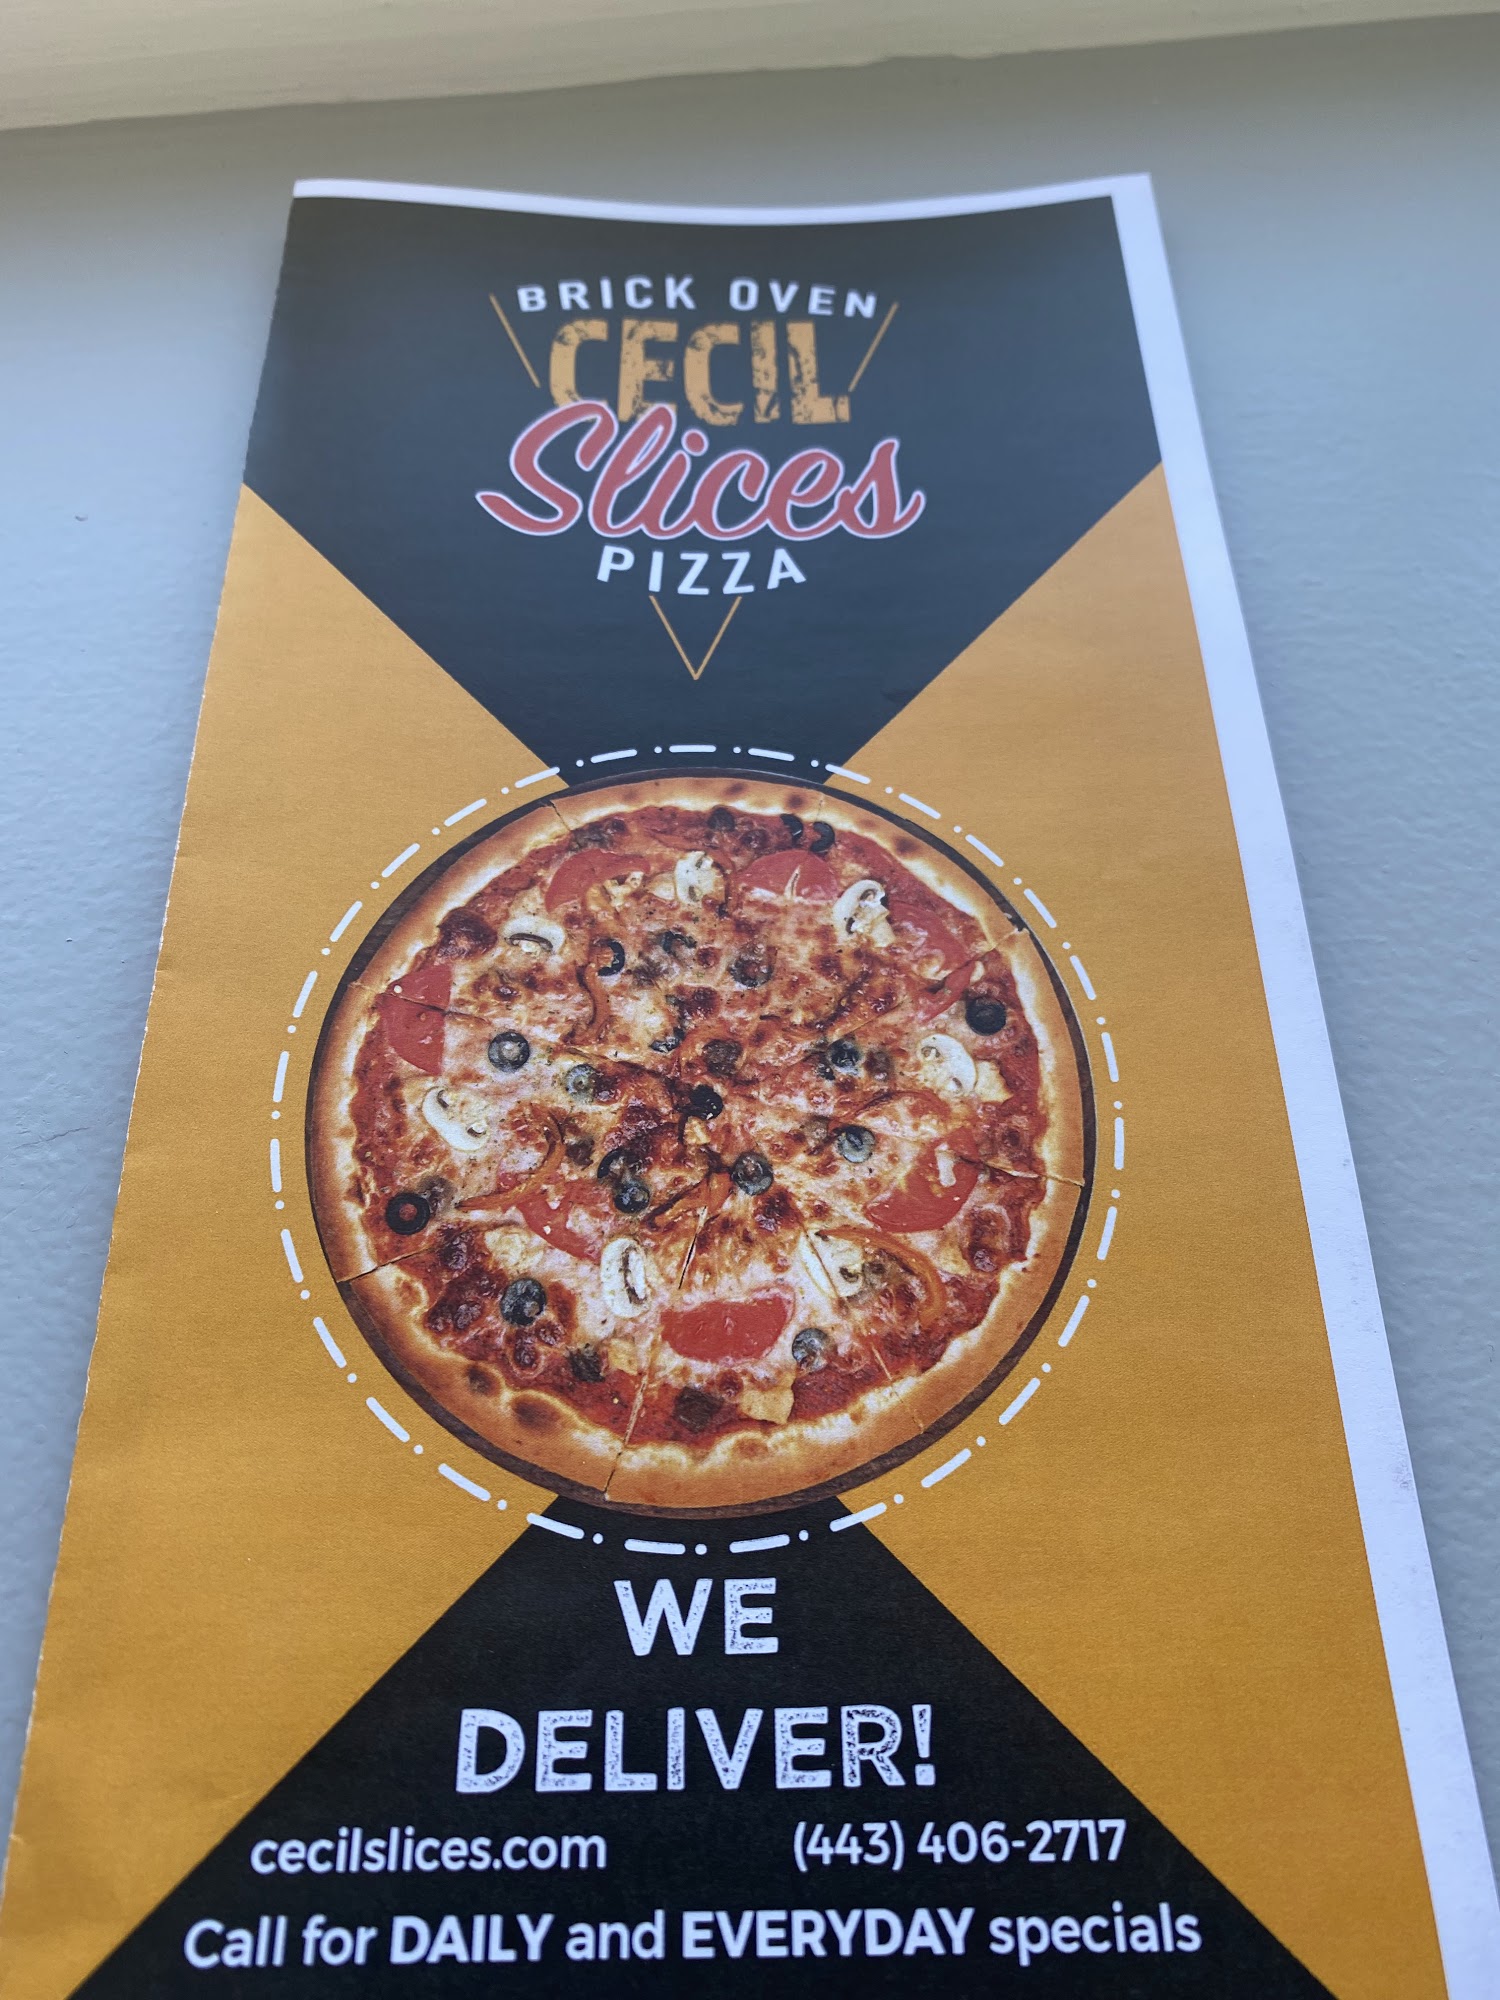 BRICK OVEN
CECIL
Slices
PIZZA
WE
DELIVER!
cecilslices.com (443) 406-2717
Call for DAILY and EVERYDAY specials